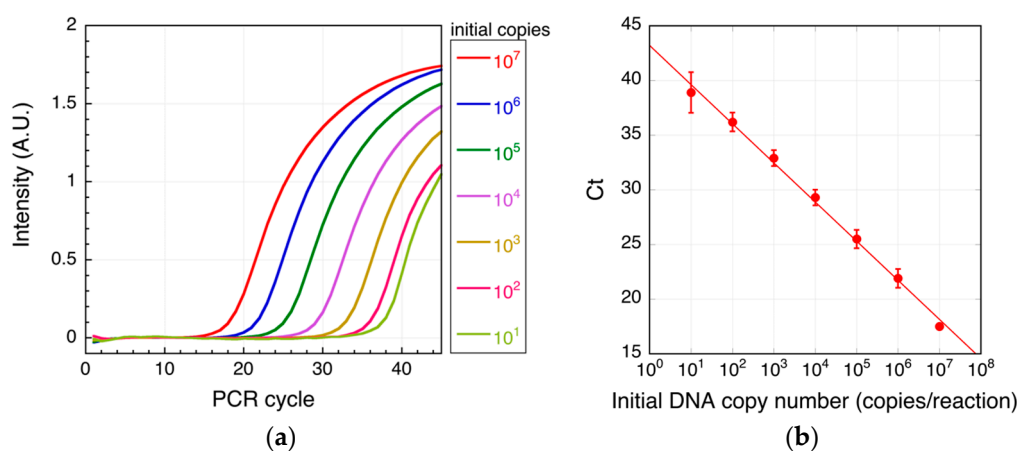 2
1.5
1
0.5
0
Intensity (A.U.)
0 10 20 30 40
PCR cycle
initial copies
10⁷
10⁶
10⁵
10⁴
10³
10²
10¹
(a)
45
40
35
30
25
20
15
Ct
10⁰ 10¹ 10² 10³ 10⁴ 10⁵ 10⁶ 10⁷ 10⁸
Initial DNA copy number (copies/reaction)
(b)